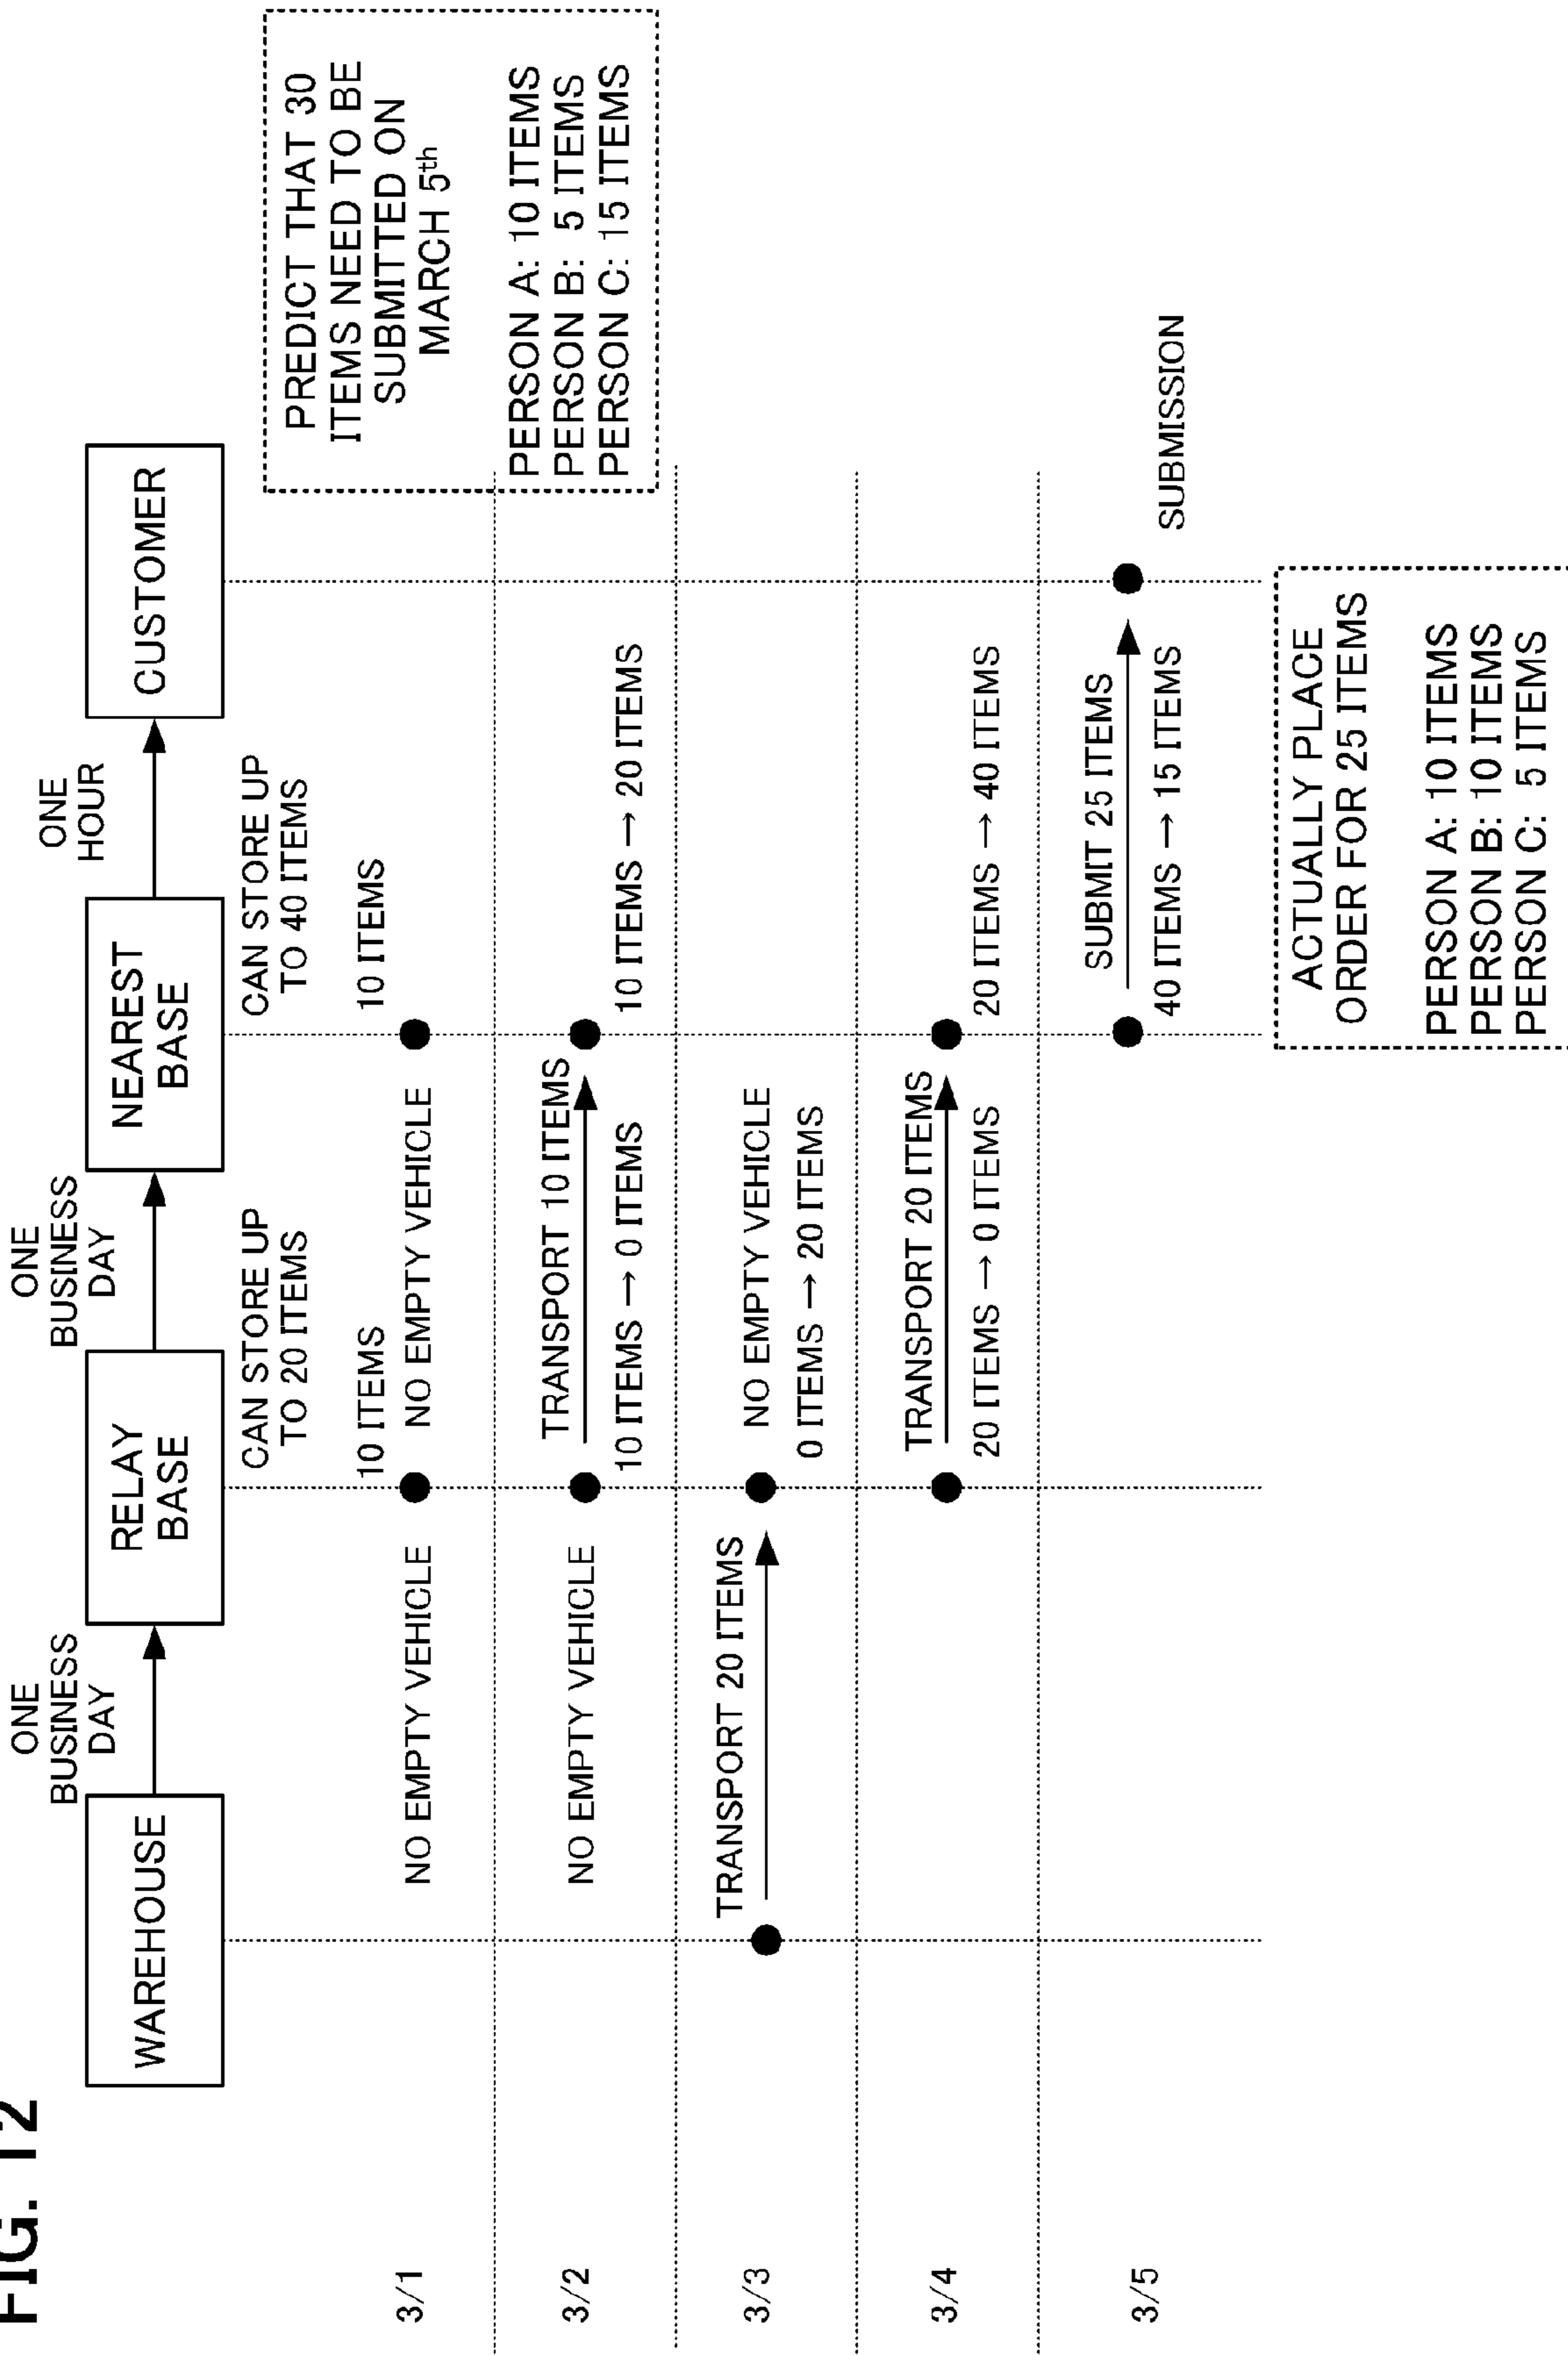 FIG. 12
ONE
BUSINESS
DAY
ONE
BUSINESS
DAY
ONE
HOUR
WAREHOUSE
RELAY
BASE
NEAREST
BASE
CUSTOMER
CAN STORE UP
TO 20 ITEMS
CAN STORE UP
TO 40 ITEMS
PREDICT THAT 30
ITEMS NEED TO BE
SUBMITTED ON
MARCH 5th
PERSON A: 10 ITEMS
PERSON B: 5 ITEMS
PERSON C: 15 ITEMS
3/1
NO EMPTY VEHICLE
10 ITEMS
NO EMPTY VEHICLE
10 ITEMS
3/2
NO EMPTY VEHICLE
TRANSPORT 10 ITEMS
10 ITEMS → 0 ITEMS
10 ITEMS → 20 ITEMS
3/3
TRANSPORT 20 ITEMS
NO EMPTY VEHICLE
0 ITEMS → 20 ITEMS
3/4
TRANSPORT 20 ITEMS
20 ITEMS → 0 ITEMS
20 ITEMS → 40 ITEMS
3/5
SUBMIT 25 ITEMS
40 ITEMS → 15 ITEMS
SUBMISSION
ACTUALLY PLACE
ORDER FOR 25 ITEMS
PERSON A: 10 ITEMS
PERSON B: 10 ITEMS
PERSON C: 5 ITEMS